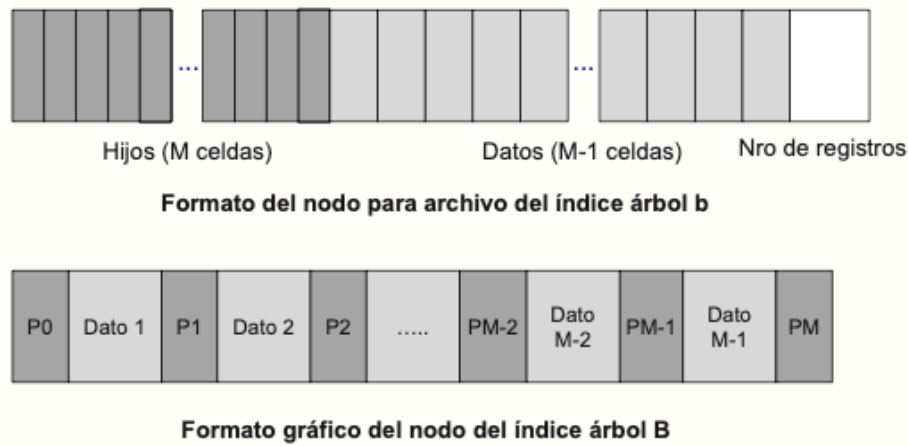 ... ...
Hijos (M celdas) Datos (M-1 celdas) Nro de registros
Formato del nodo para archivo del índice árbol b
P0 Dato 1 P1 Dato 2 P2 ..... PM-2 Dato M-2 PM-1 Dato M-1 PM
Formato gráfico del nodo del índice árbol B